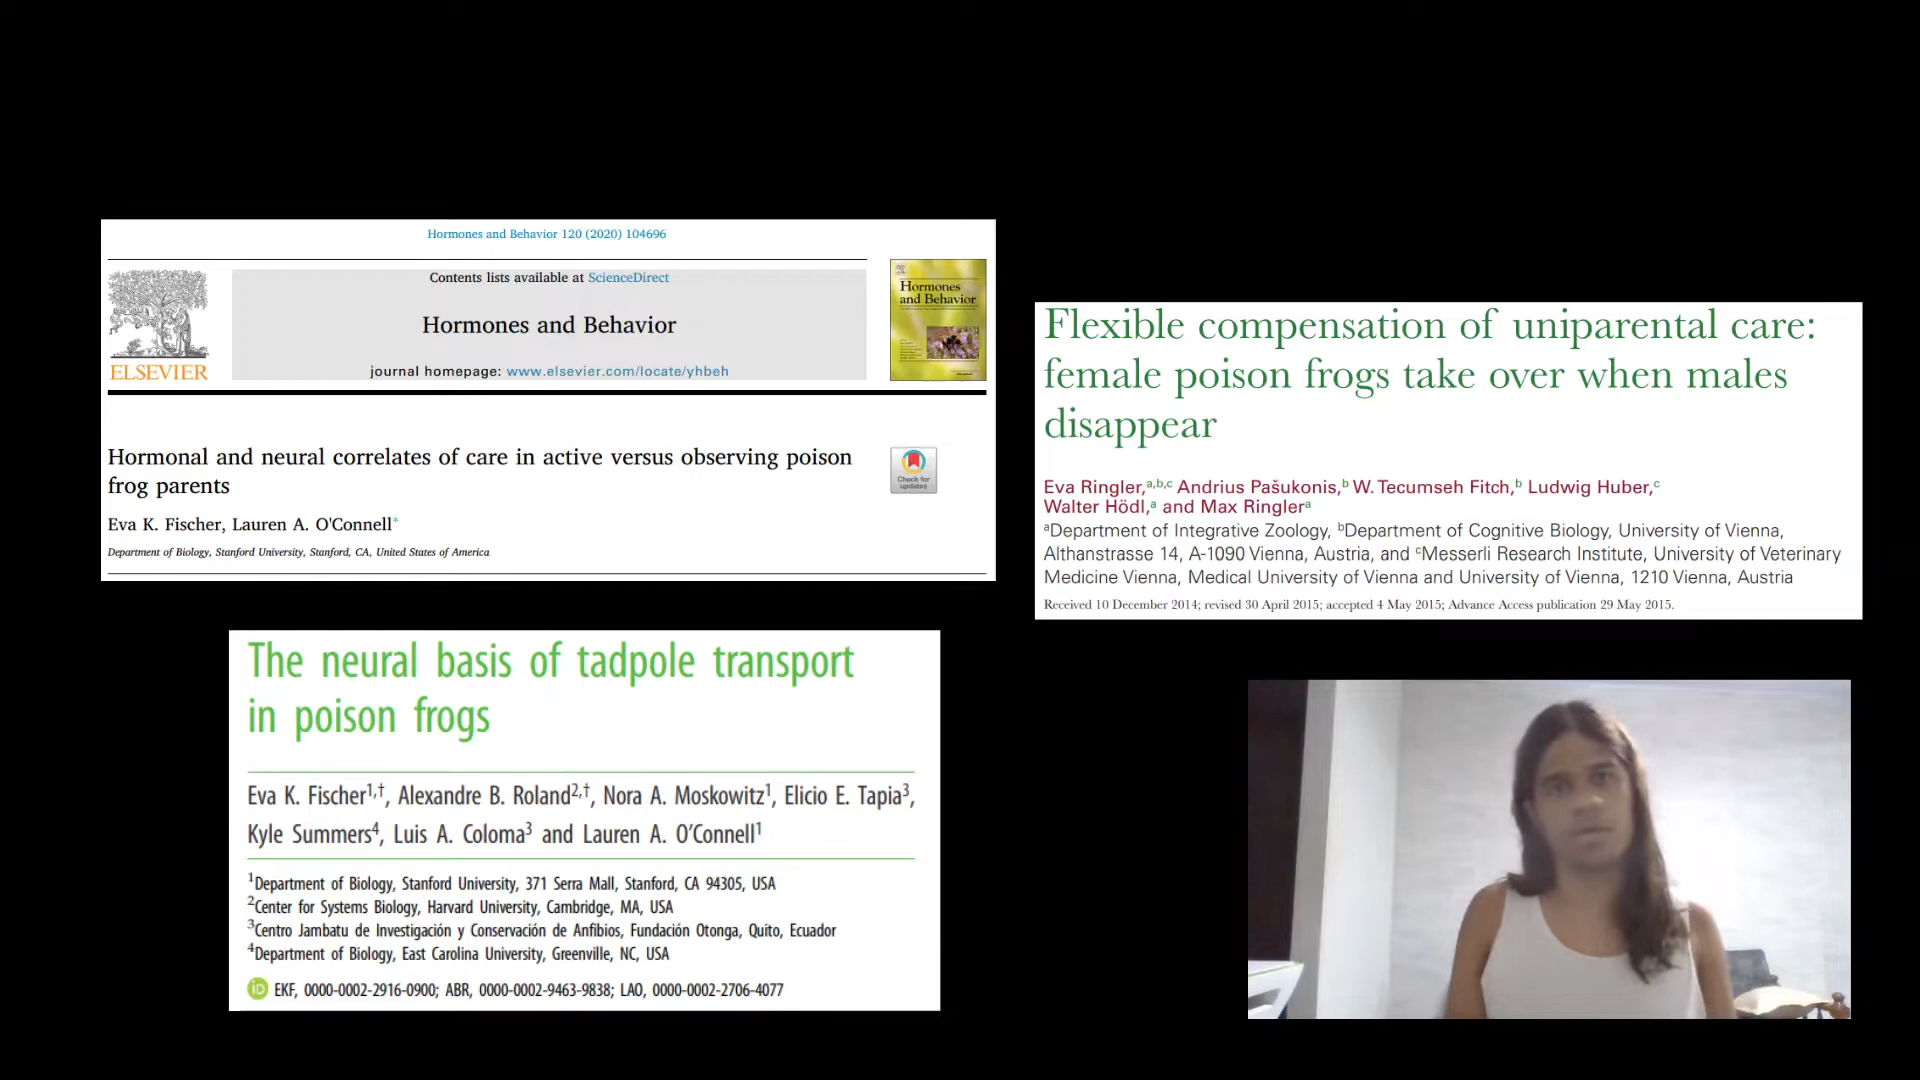 Hormones and Behavior 120 (2020) 104696
Contents lists available at ScienceDirect
Hormones and Behavior
journal homepage: www.elsevier.com/locate/yhbeh
ELSEVIER
Hormones
and Behavior
Hormonal and neural correlates of care in active versus observing poison
frog parents
Check for
updates
Eva K. Fischer, Lauren A. O'Connell*
Department of Biology, Stanford University, Stanford, CA, United States of America
Flexible compensation of uniparental care:
female poison frogs take over when males
disappear
Eva Ringler,a,b,c Andrius Pašukonis,b W. Tecumseh Fitch,b Ludwig Huber,c
Walter Hödl,a and Max Ringlera
aDepartment of Integrative Zoology, bDepartment of Cognitive Biology, University of Vienna,
Althanstrasse 14, A-1090 Vienna, Austria, and cMesserli Research Institute, University of Veterinary
Medicine Vienna, Medical University of Vienna and University of Vienna, 1210 Vienna, Austria
Received 10 December 2014; revised 30 April 2015; accepted 4 May 2015; Advance Access publication 29 May 2015.
The neural basis of tadpole transport
in poison frogs
Eva K. Fischer1,†, Alexandre B. Roland2,†, Nora A. Moskowitz1, Elicio E. Tapia3,
Kyle Summers4, Luis A. Coloma3 and Lauren A. O’Connell1
1Department of Biology, Stanford University, 371 Serra Mall, Stanford, CA 94305, USA
2Center for Systems Biology, Harvard University, Cambridge, MA, USA
3Centro Jambatu de Investigación y Conservación de Anfibios, Fundación Otonga, Quito, Ecuador
4Department of Biology, East Carolina University, Greenville, NC, USA
iD EKF, 0000-0002-2916-0900; ABR, 0000-0002-9463-9838; LAO, 0000-0002-2706-4077